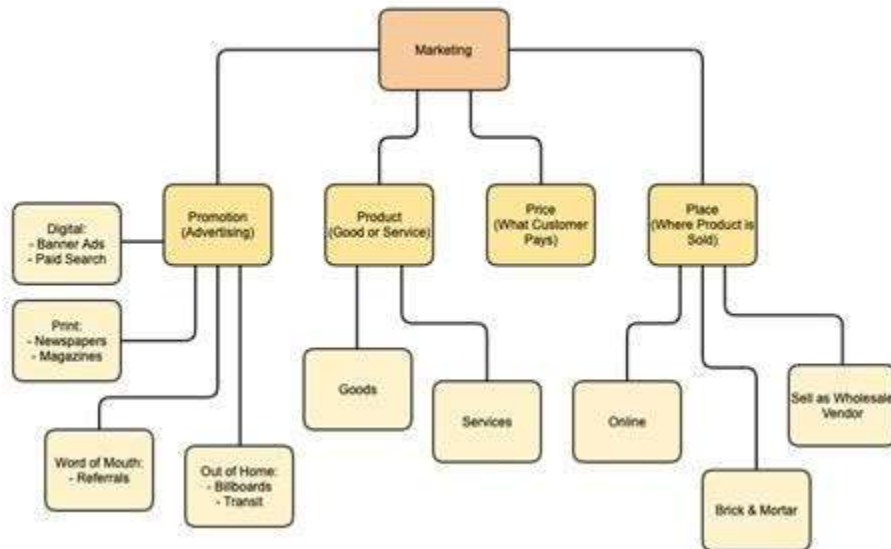 Marketing
Promotion
(Advertising)
Product
(Good or Service)
Price
(What Customer
Pays)
Place
(Where Product is
Sold)
Digital:
- Banner Ads
- Paid Search
Print:
- Newspapers
- Magazines
Word of Mouth:
- Referrals
Out of Home:
- Billboards
- Transit
Goods
Services
Online
Brick & Mortar
Sell as Wholesale
Vendor